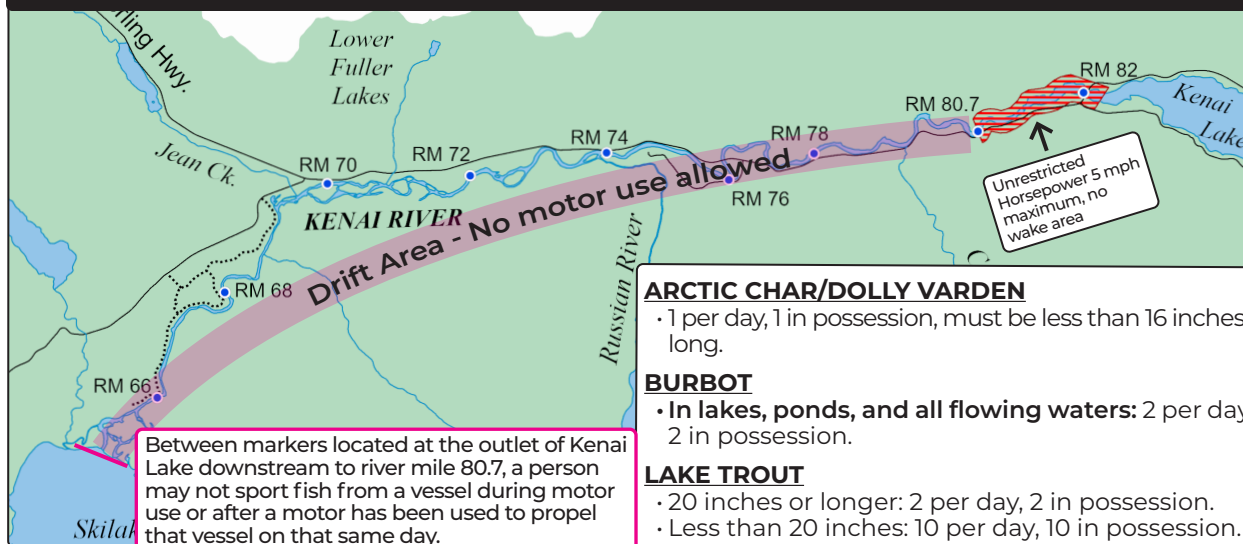 rling Hwy.
Lower
Fuller
Lakes
Jean Ck.
RM 70
RM 72
RM 74
RM 78
RM 80.7
RM 82
Kenai
Lake
KENAI RIVER
Drift Area - No motor use allowed
RM 76
Unrestricted
Horsepower 5 mph
maximum, no
wake area
RM 68
Russian River
C
RM 66
Skilak
Between markers located at the outlet of Kenai
Lake downstream to river mile 80.7, a person
may not sport fish from a vessel during motor
use or after a motor has been used to propel
that vessel on that same day.
ARCTIC CHAR/DOLLY VARDEN
• 1 per day, 1 in possession, must be less than 16 inches
long.
BURBOT
• In lakes, ponds, and all flowing waters: 2 per day
2 in possession.
LAKE TROUT
• 20 inches or longer: 2 per day, 2 in possession.
• Less than 20 inches: 10 per day, 10 in possession.